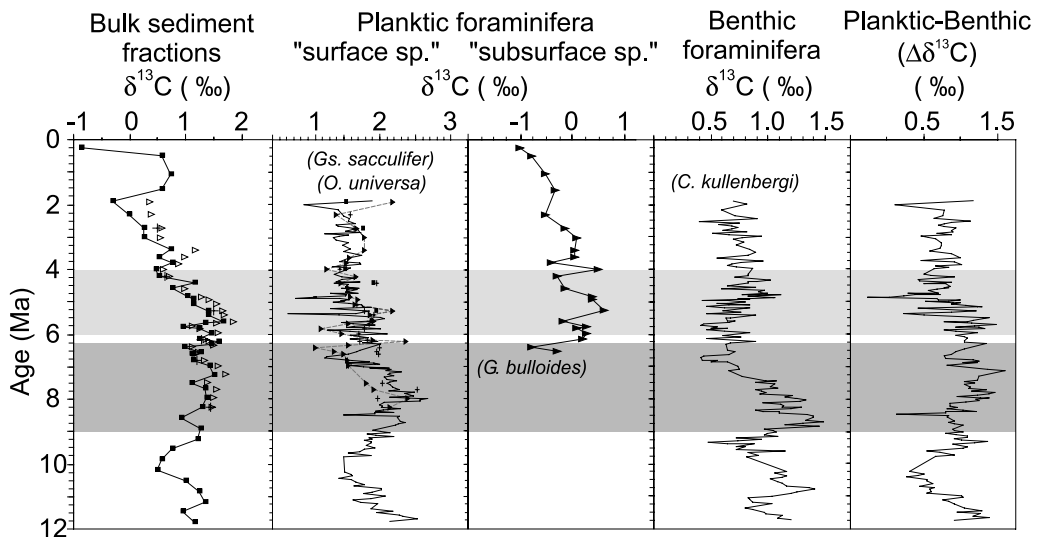 Bulk sediment
fractions
δ13C ( ‰)
Planktic foraminifera
"surface sp." "subsurface sp."
δ13C ( ‰)
Benthic
foraminifera
δ13C ( ‰)
Planktic-Benthic
(Δδ13C)
( ‰)
-1 0 1 2
1 2 3
-1 0 1
0.5 1.0 1.5
0.5 1 1.5
Age (Ma)
0
2
4
6
8
10
12
(Gs. sacculifer)
(O. universa)
(G. bulloides)
(C. kullenbergi)